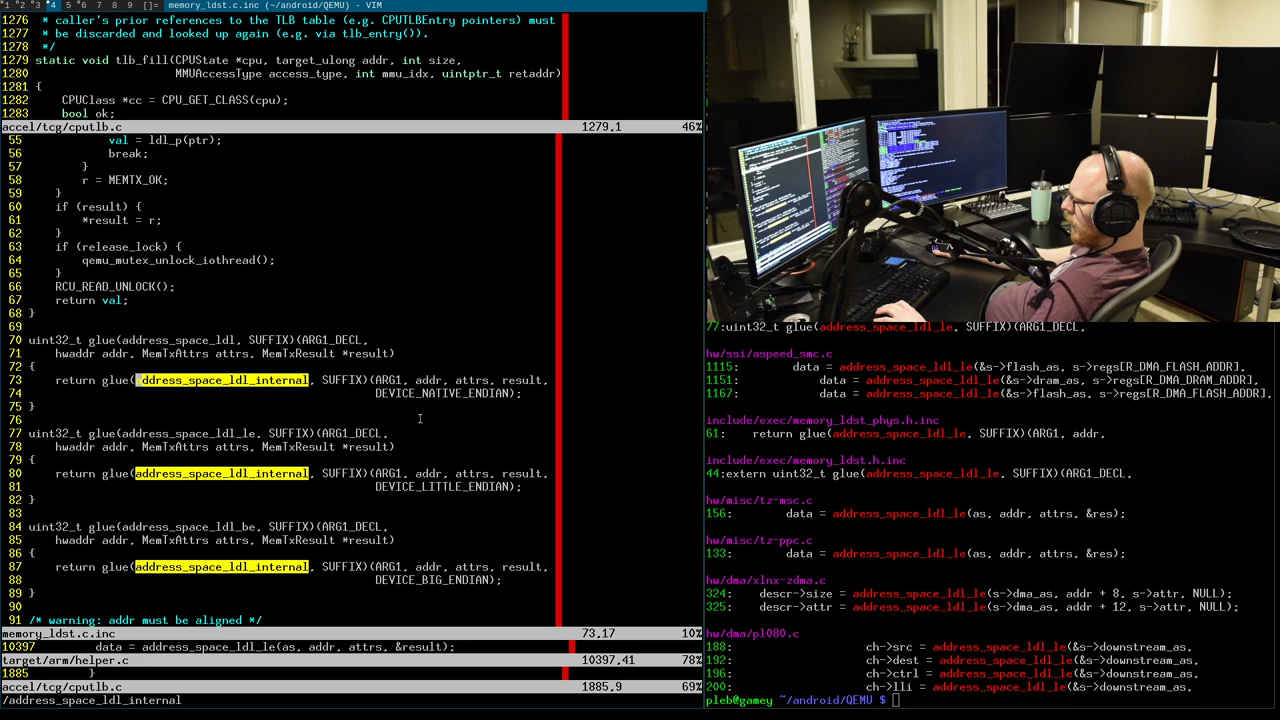 °1 °2 °3 °4 5 °6 7 8 9 []= memory_ldst.c.inc (~/android/QEMU) - VIM
1276 * caller's prior references to the TLB table (e.g. CPUTLBEntry pointers) must
1277 * be discarded and looked up again (e.g. via tlb_entry()).
1278 */
1279 static void tlb_fill(CPUState *cpu, target_ulong addr, int size,
1280 MMUAccessType access_type, int mmu_idx, uintptr_t retaddr)
1281 {
1282 CPUClass *cc = CPU_GET_CLASS(cpu);
1283 bool ok;
accel/tcg/cputlb.c 1279,1 46%
55 val = ldl_p(ptr);
56 break;
57 }
58 r = MEMTX_OK;
59 }
60 if (result) {
61 *result = r;
62 }
63 if (release_lock) {
64 qemu_mutex_unlock_iothread();
65 }
66 RCU_READ_UNLOCK();
67 return val;
68 }
69
70 uint32_t glue(address_space_ldl, SUFFIX)(ARG1_DECL,
71 hwaddr addr, MemTxAttrs attrs, MemTxResult *result)
72 {
73 return glue(address_space_ldl_internal, SUFFIX)(ARG1, addr, attrs, result,
74 DEVICE_NATIVE_ENDIAN);
75 }
76
77 uint32_t glue(address_space_ldl_le, SUFFIX)(ARG1_DECL,
78 hwaddr addr, MemTxAttrs attrs, MemTxResult *result)
79 {
80 return glue(address_space_ldl_internal, SUFFIX)(ARG1, addr, attrs, result,
81 DEVICE_LITTLE_ENDIAN);
82 }
83
84 uint32_t glue(address_space_ldl_be, SUFFIX)(ARG1_DECL,
85 hwaddr addr, MemTxAttrs attrs, MemTxResult *result)
86 {
87 return glue(address_space_ldl_internal, SUFFIX)(ARG1, addr, attrs, result,
88 DEVICE_BIG_ENDIAN);
89 }
90
91 /* warning: addr must be aligned */
memory_ldst.c.inc 73,17 10%
10397 data = address_space_ldl_le(as, addr, attrs, &result);
target/arm/helper.c 10397,41 78%
1885 }
accel/tcg/cputlb.c 1885,9 69%
/address_space_ldl_internal
77:uint32_t glue(address_space_ldl_le, SUFFIX)(ARG1_DECL,
hw/ssi/aspeed_smc.c
1115: data = address_space_ldl_le(&s->flash_as, s->regs[R_DMA_FLASH_ADDR],
1151: data = address_space_ldl_le(&s->dram_as, s->regs[R_DMA_DRAM_ADDR],
1167: data = address_space_ldl_le(&s->flash_as, s->regs[R_DMA_FLASH_ADDR],
include/exec/memory_ldst_phys.h.inc
61: return glue(address_space_ldl_le, SUFFIX)(ARG1, addr,
include/exec/memory_ldst.h.inc
44:extern uint32_t glue(address_space_ldl_le, SUFFIX)(ARG1_DECL,
hw/misc/tz-msc.c
156: data = address_space_ldl_le(as, addr, attrs, &res);
hw/misc/tz-ppc.c
133: data = address_space_ldl_le(as, addr, attrs, &res);
hw/dma/xlnx-zdma.c
324: descr->size = address_space_ldl_le(s->dma_as, addr + 8, s->attr, NULL);
325: descr->attr = address_space_ldl_le(s->dma_as, addr + 12, s->attr, NULL);
hw/dma/pl080.c
188: ch->src = address_space_ldl_le(&s->downstream_as,
192: ch->dest = address_space_ldl_le(&s->downstream_as,
196: ch->ctrl = address_space_ldl_le(&s->downstream_as,
200: ch->lli = address_space_ldl_le(&s->downstream_as,
pleb@gamey ~/android/QEMU $